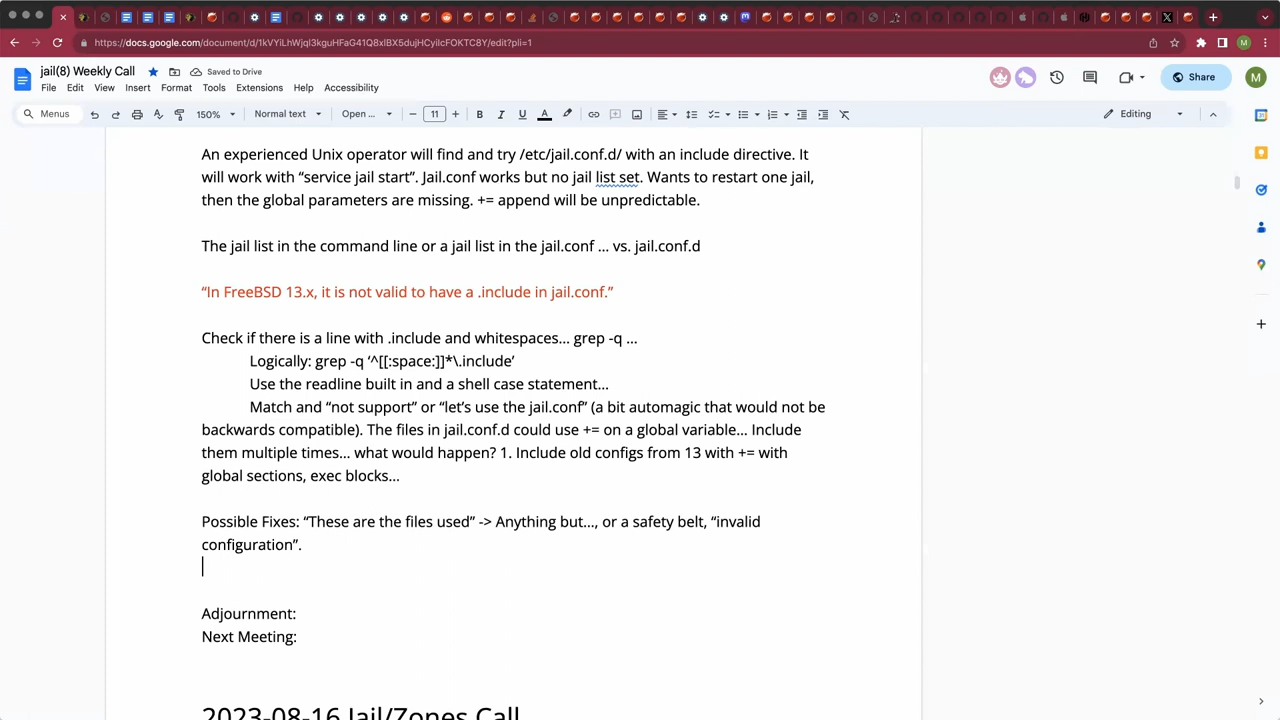 https://docs.google.com/document/d/1kVYiLhWjql3kguHFaG41Q8xlBX5dujHCyiIcFOKTC8Y/edit?pli=1
M
jail(8) Weekly Call
Saved to Drive
File Edit View Insert Format Tools Extensions Help Accessibility
Share
M
Menus
150%
Normal text
Open ...
11
B I U A
Editing
An experienced Unix operator will find and try /etc/jail.conf.d/ with an include directive. It
will work with “service jail start”. Jail.conf works but no jail list set. Wants to restart one jail,
then the global parameters are missing. += append will be unpredictable.
The jail list in the command line or a jail list in the jail.conf … vs. jail.conf.d
“In FreeBSD 13.x, it is not valid to have a .include in jail.conf.”
Check if there is a line with .include and whitespaces… grep -q …
Logically: grep -q ‘^[[:space:]]*\.include’
Use the readline built in and a shell case statement…
Match and “not support” or “let’s use the jail.conf” (a bit automagic that would not be
backwards compatible). The files in jail.conf.d could use += on a global variable… Include
them multiple times… what would happen? 1. Include old configs from 13 with += with
global sections, exec blocks…
Possible Fixes: “These are the files used” -> Anything but…, or a safety belt, “invalid
configuration”.
Adjournment:
Next Meeting:
2023-08-16 Jail/Zones Call